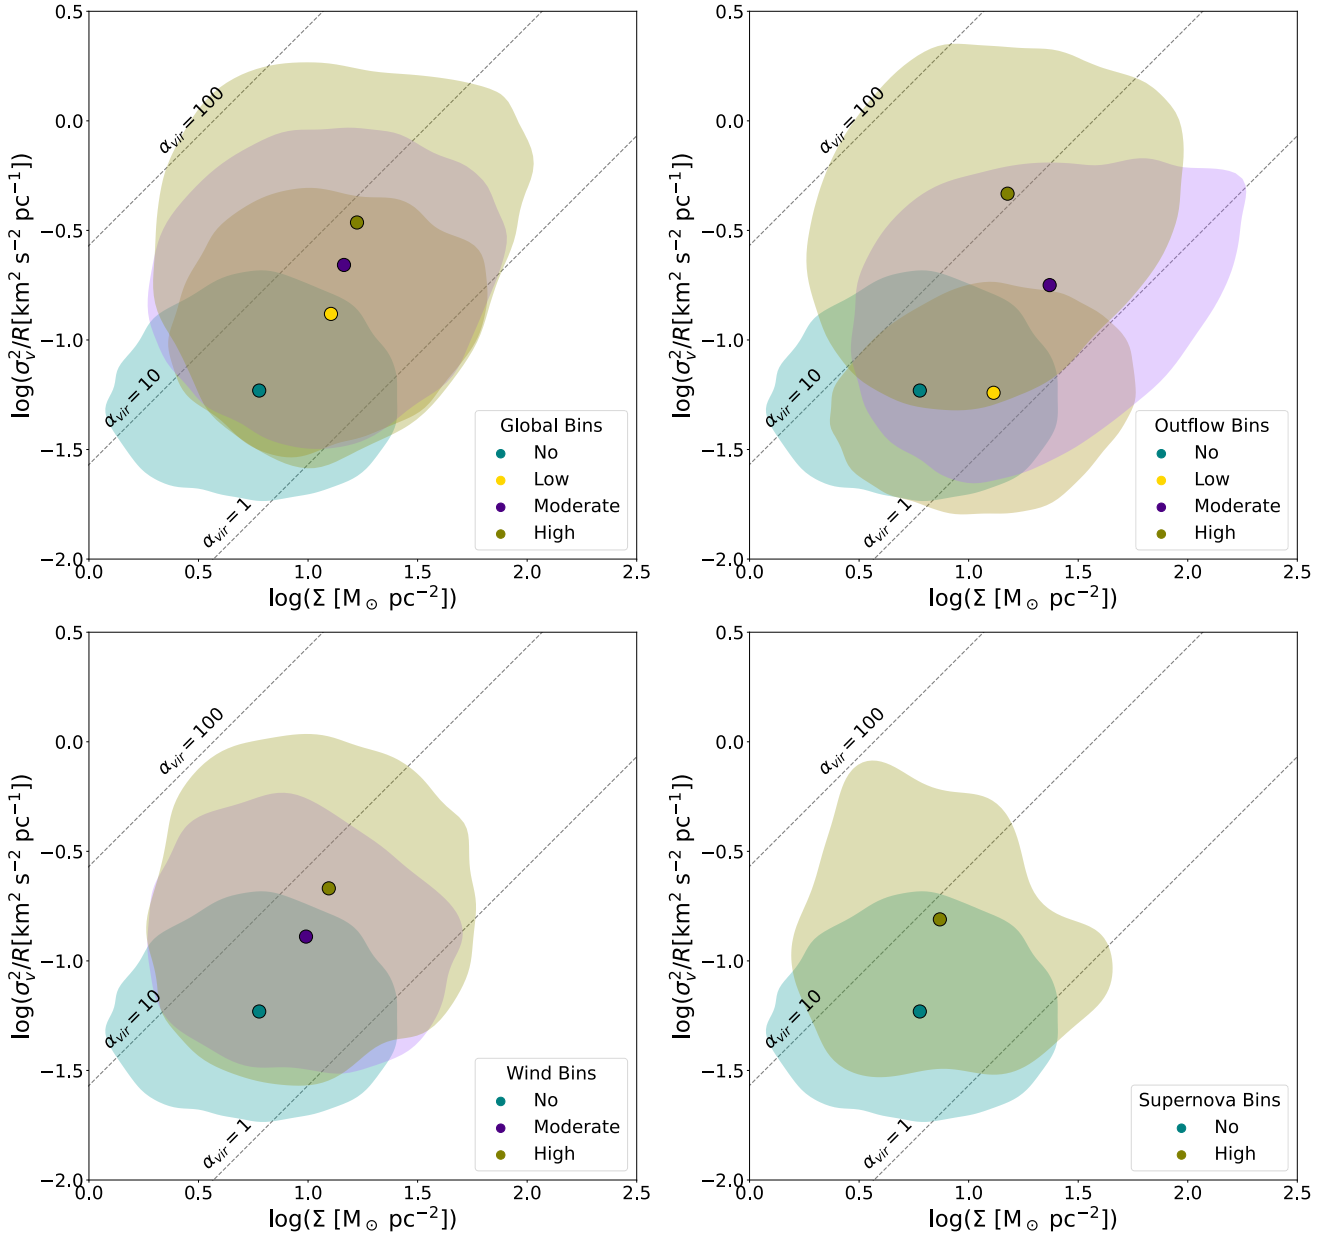 0.5
0.0
−0.5
−1.0
−1.5
−2.0
log(σ_v^2/R[km^2 s^−2 pc^−1])
α_vir = 100
α_vir = 10
α_vir = 1
Global Bins
No
Low
Moderate
High
0.0 0.5 1.0 1.5 2.0 2.5
log(Σ [M_⊙ pc^−2])
0.5
0.0
−0.5
−1.0
−1.5
−2.0
log(σ_v^2/R[km^2 s^−2 pc^−1])
α_vir = 100
α_vir = 10
α_vir = 1
Outflow Bins
No
Low
Moderate
High
0.0 0.5 1.0 1.5 2.0 2.5
log(Σ [M_⊙ pc^−2])
0.5
0.0
−0.5
−1.0
−1.5
−2.0
log(σ_v^2/R[km^2 s^−2 pc^−1])
α_vir = 100
α_vir = 10
α_vir = 1
Wind Bins
No
Moderate
High
0.0 0.5 1.0 1.5 2.0 2.5
log(Σ [M_⊙ pc^−2])
0.5
0.0
−0.5
−1.0
−1.5
−2.0
log(σ_v^2/R[km^2 s^−2 pc^−1])
α_vir = 100
α_vir = 10
α_vir = 1
Supernova Bins
No
High
0.0 0.5 1.0 1.5 2.0 2.5
log(Σ [M_⊙ pc^−2])